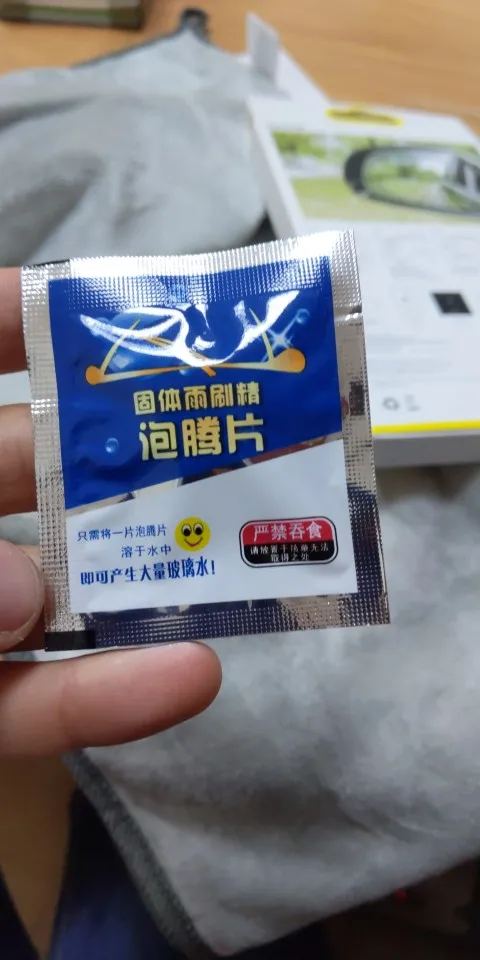 固体雨刷精
泡腾片
只需将一片泡腾片
溶于水中
即可产生大量玻璃水!
严禁吞食
请放置于孩童无法
取得之处